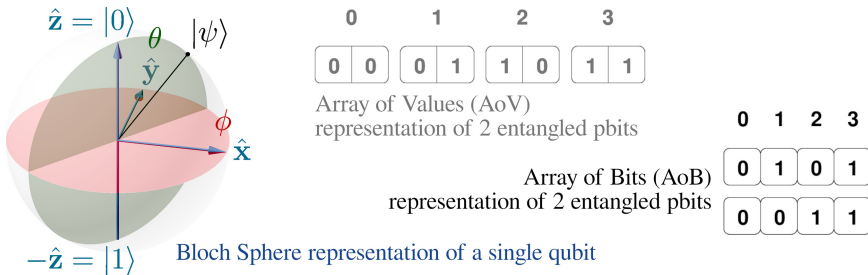 ẑ = |0⟩
θ
|ψ⟩
ŷ
ϕ
x̂
−ẑ = |1⟩
Bloch Sphere representation of a single qubit
0 1 2 3
0 0 0 1 1 0 1 1
Array of Values (AoV)
representation of 2 entangled pbits
0 1 2 3
0 1 0 1
Array of Bits (AoB)
representation of 2 entangled pbits
0 0 1 1